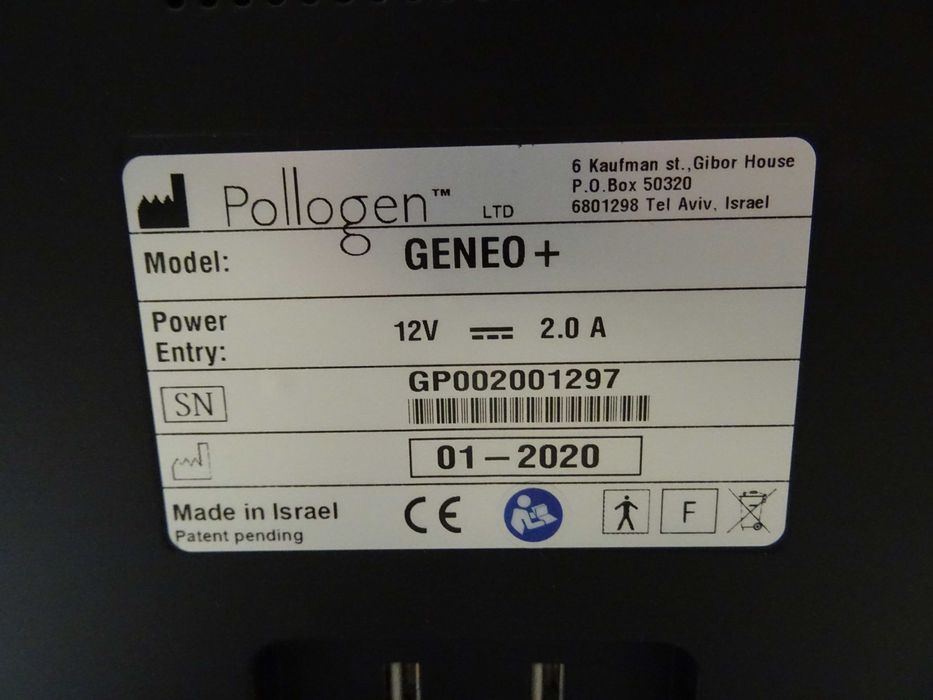 Pollogen™ LTD
6 Kaufman st.,Gibor House
P.O.Box 50320
6801298 Tel Aviv, Israel
Model: GENEO +
Power Entry: 12V 2.0 A
SN GP002001297
01 – 2020
Made in Israel
Patent pending
CE
F